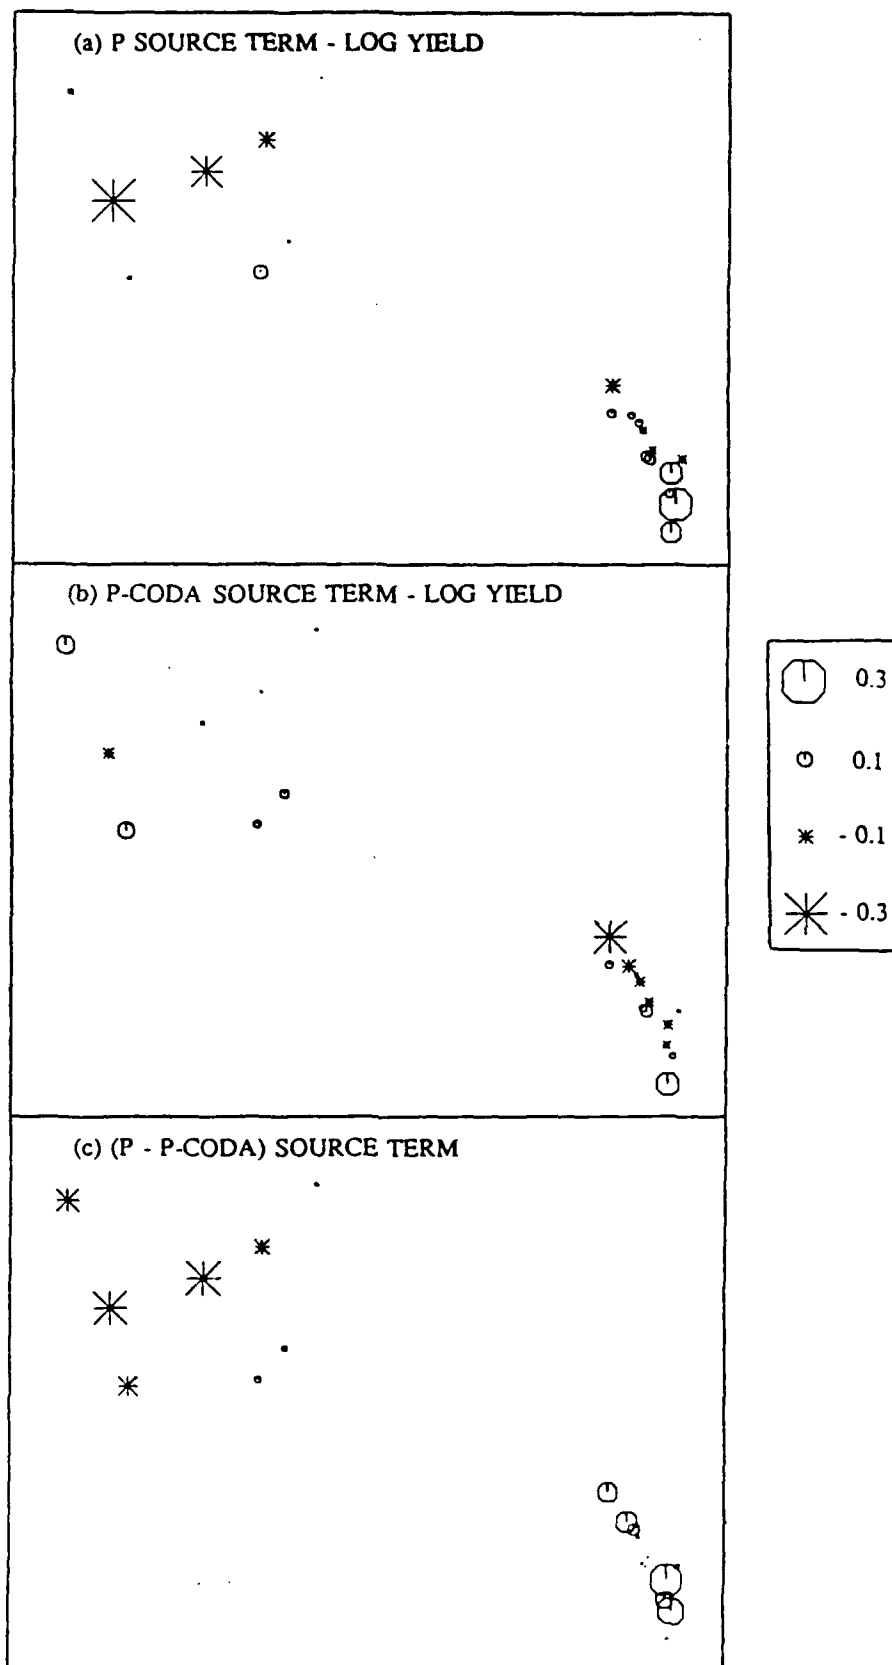 (a) P SOURCE TERM - LOG YIELD
(b) P-CODA SOURCE TERM - LOG YIELD
0.3
0.1
- 0.1
- 0.3
(c) (P - P-CODA) SOURCE TERM